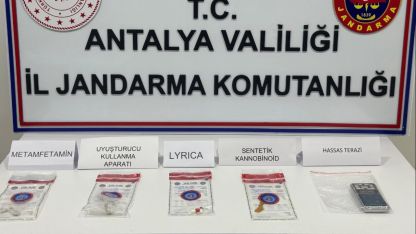 T.C.
ANTALYA VALİLİĞİ
İL JANDARMA KOMUTANLIĞI
JANDARMA
METAMFETAMİN
UYUŞTURUCU
KULLANMA
APARATI
LYRICA
SENTETİK
KANNOBİNOİD
HASSAS TERAZİ